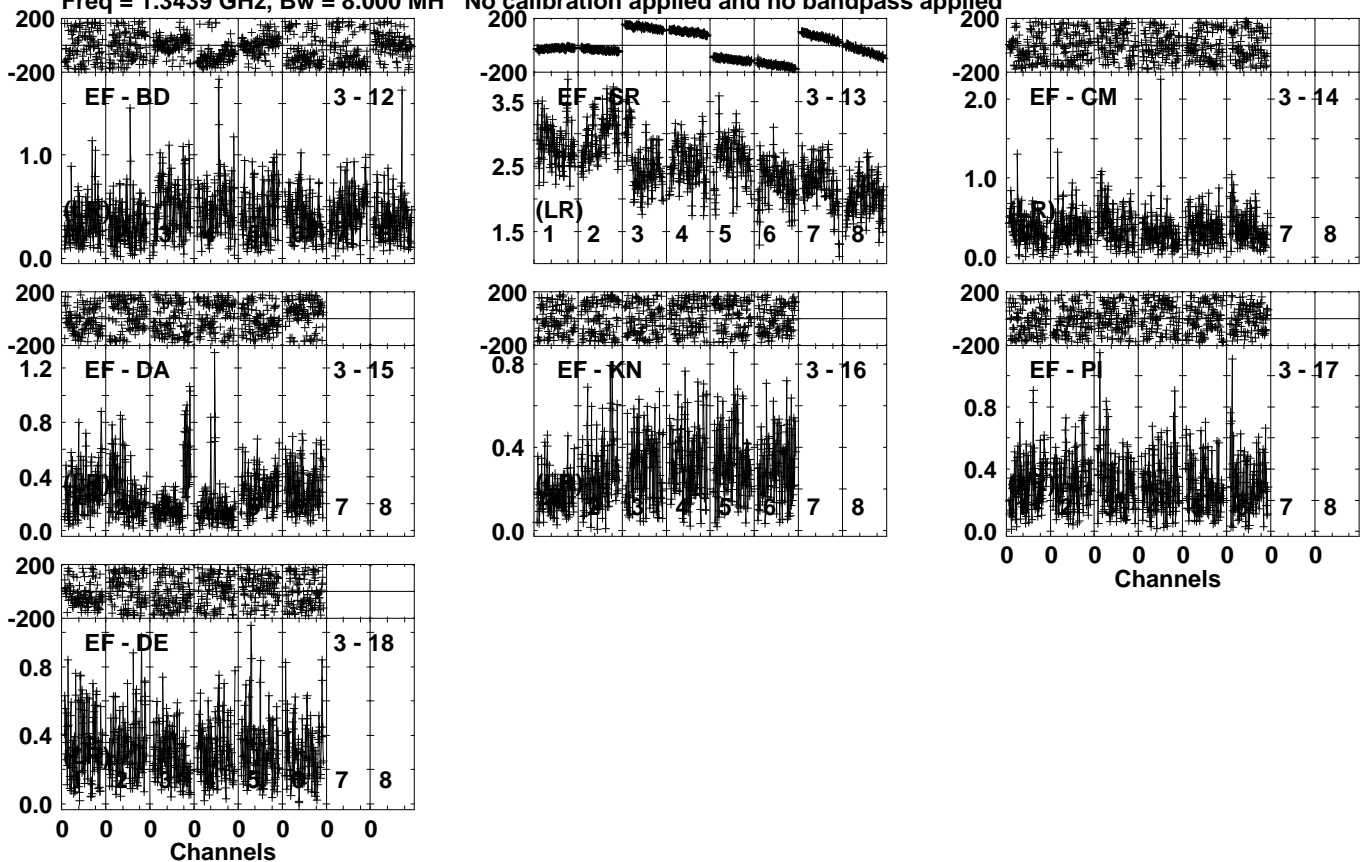 Freq = 1.3439 GHz, Bw = 8.000 MH No calibration applied and no bandpass applied
200
-200
EF - BD 3 - 12
1.0
0.0
200
-200
EF - SR 3 - 13
3.5
2.5
(LR)
1.5
1 2 3 4 5 6 7 8
200
-200
EF - CM 3 - 14
2.0
1.0
(LR)
0.0
7 8
200
-200
EF - DA 3 - 15
1.2
0.8
0.4
0.0
7 8
200
-200
EF - KN 3 - 16
0.8
0.4
0.0
2 3 4 5 6 7 8
200
-200
EF - PI 3 - 17
0.8
0.4
0.0
7 8
0 0 0 0 0 0 0 0
Channels
200
-200
EF - DE 3 - 18
0.8
0.4
0.0
7 8
0 0 0 0 0 0 0 0
Channels